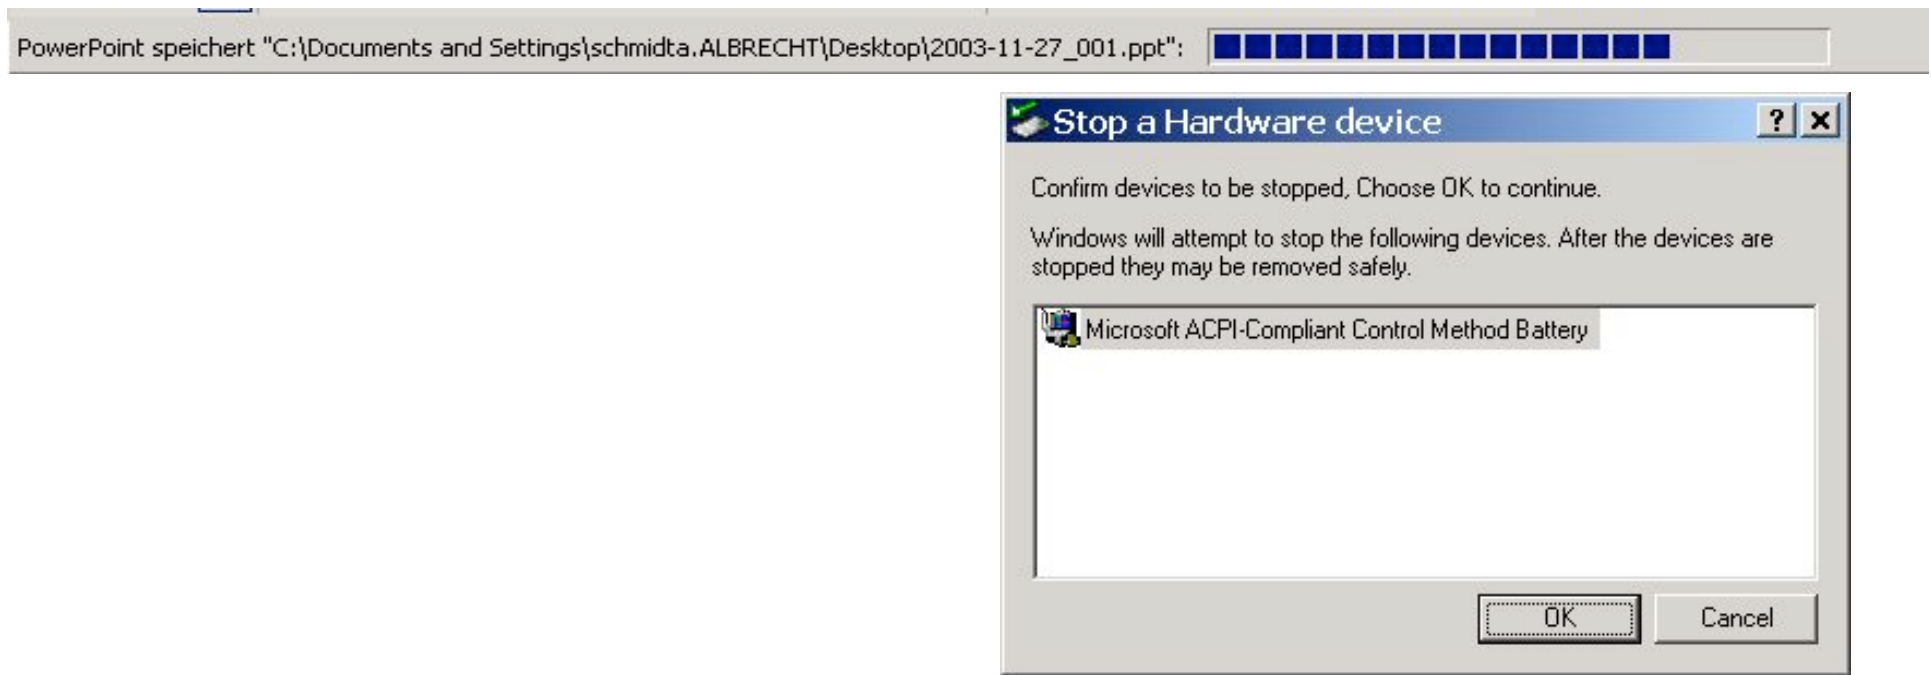 PowerPoint speichert "C:\Documents and Settings\schmidta.ALBRECHT\Desktop\2003-11-27_001.ppt":
Stop a Hardware device
Confirm devices to be stopped, Choose OK to continue.
Windows will attempt to stop the following devices. After the devices are
stopped they may be removed safely.
Microsoft ACPI-Compliant Control Method Battery
OK Cancel